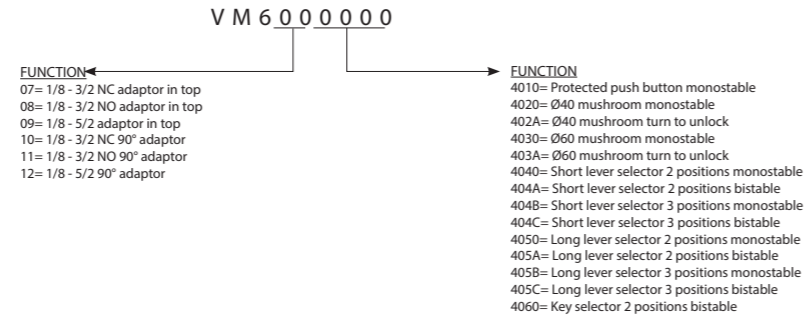 V M 6 0 0 0 0 0 0
FUNCTION
07= 1/8 - 3/2 NC adaptor in top
08= 1/8 - 3/2 NO adaptor in top
09= 1/8 - 5/2 adaptor in top
10= 1/8 - 3/2 NC 90° adaptor
11= 1/8 - 3/2 NO 90° adaptor
12= 1/8 - 5/2 90° adaptor
FUNCTION
4010= Protected push button monostable
4020= Ø40 mushroom monostable
402A= Ø40 mushroom turn to unlock
4030= Ø60 mushroom monostable
403A= Ø60 mushroom turn to unlock
4040= Short lever selector 2 positions monostable
404A= Short lever selector 2 positions bistable
404B= Short lever selector 3 positions monostable
404C= Short lever selector 3 positions bistable
4050= Long lever selector 2 positions monostable
405A= Long lever selector 2 positions bistable
405B= Long lever selector 3 positions monostable
405C= Long lever selector 3 positions bistable
4060= Key selector 2 positions bistable